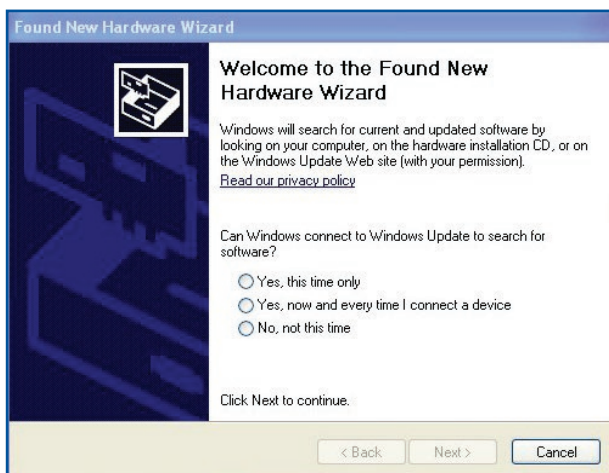 Found New Hardware Wizard
Welcome to the Found New
Hardware Wizard
Windows will search for current and updated software by
looking on your computer, on the hardware installation CD, or on
the Windows Update Web site (with your permission).
Read our privacy policy
Can Windows connect to Windows Update to search for
software?
Yes, this time only
Yes, now and every time I connect a device
No, not this time
Click Next to continue.
< Back Next > Cancel